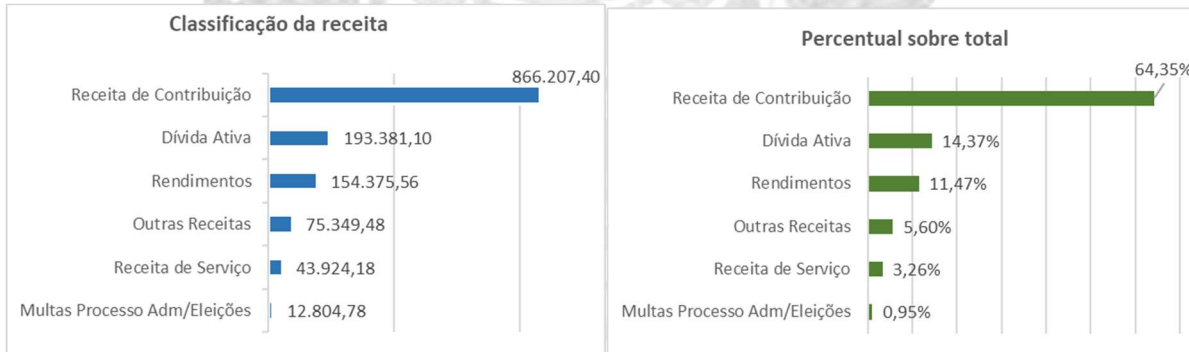 Classificação da receita
866.207,40
Receita de Contribuição
Dívida Ativa 193.381,10
Rendimentos 154.375,56
Outras Receitas 75.349,48
Receita de Serviço 43.924,18
Multas Processo Adm/Eleições 12.804,78
Percentual sobre total
64,35%
Receita de Contribuição
Dívida Ativa 14,37%
Rendimentos 11,47%
Outras Receitas 5,60%
Receita de Serviço 3,26%
Multas Processo Adm/Eleições 0,95%